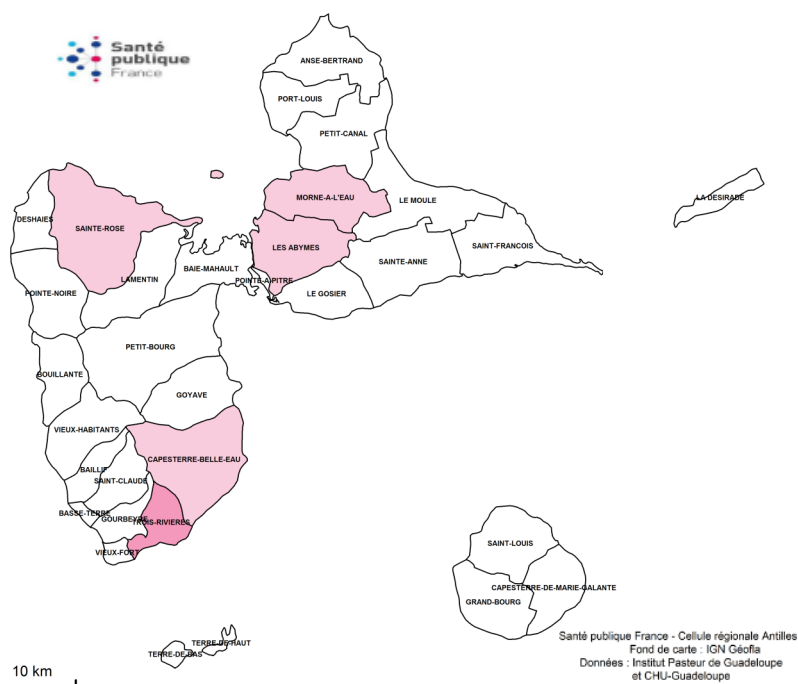 Santé
publique
France
ANSE-BERTRAND
PORT-LOUIS
PETIT-CANAL
MORNE-A-L'EAU
LE MOULE
LA DESIRADE
DESHAIES
SAINTE-ROSE
LES ABYMES
SAINT-FRANCOIS
SAINTE-ANNE
BAIE-MAHAULT
LAMENTIN
POINTE-A-PITRE
LE GOSIER
POINTE-NOIRE
PETIT-BOURG
BOUILLANTE
GOYAVE
VIEUX-HABITANTS
CAPESTERRE-BELLE-EAU
BAILLIF
SAINT-CLAUDE
BASSE-TERRE
GOURBEYRE
TROIS-RIVIERES
VIEUX-FORT
SAINT-LOUIS
CAPESTERRE-DE-MARIE-GALANTE
GRAND-BOURG
TERRE-DE-HAUT
TERRE-DE-BAS
10 km
Santé publique France - Cellule régionale Antilles
Fond de carte : IGN Géofla
Données : Institut Pasteur de Guadeloupe
et CHU-Guadeloupe